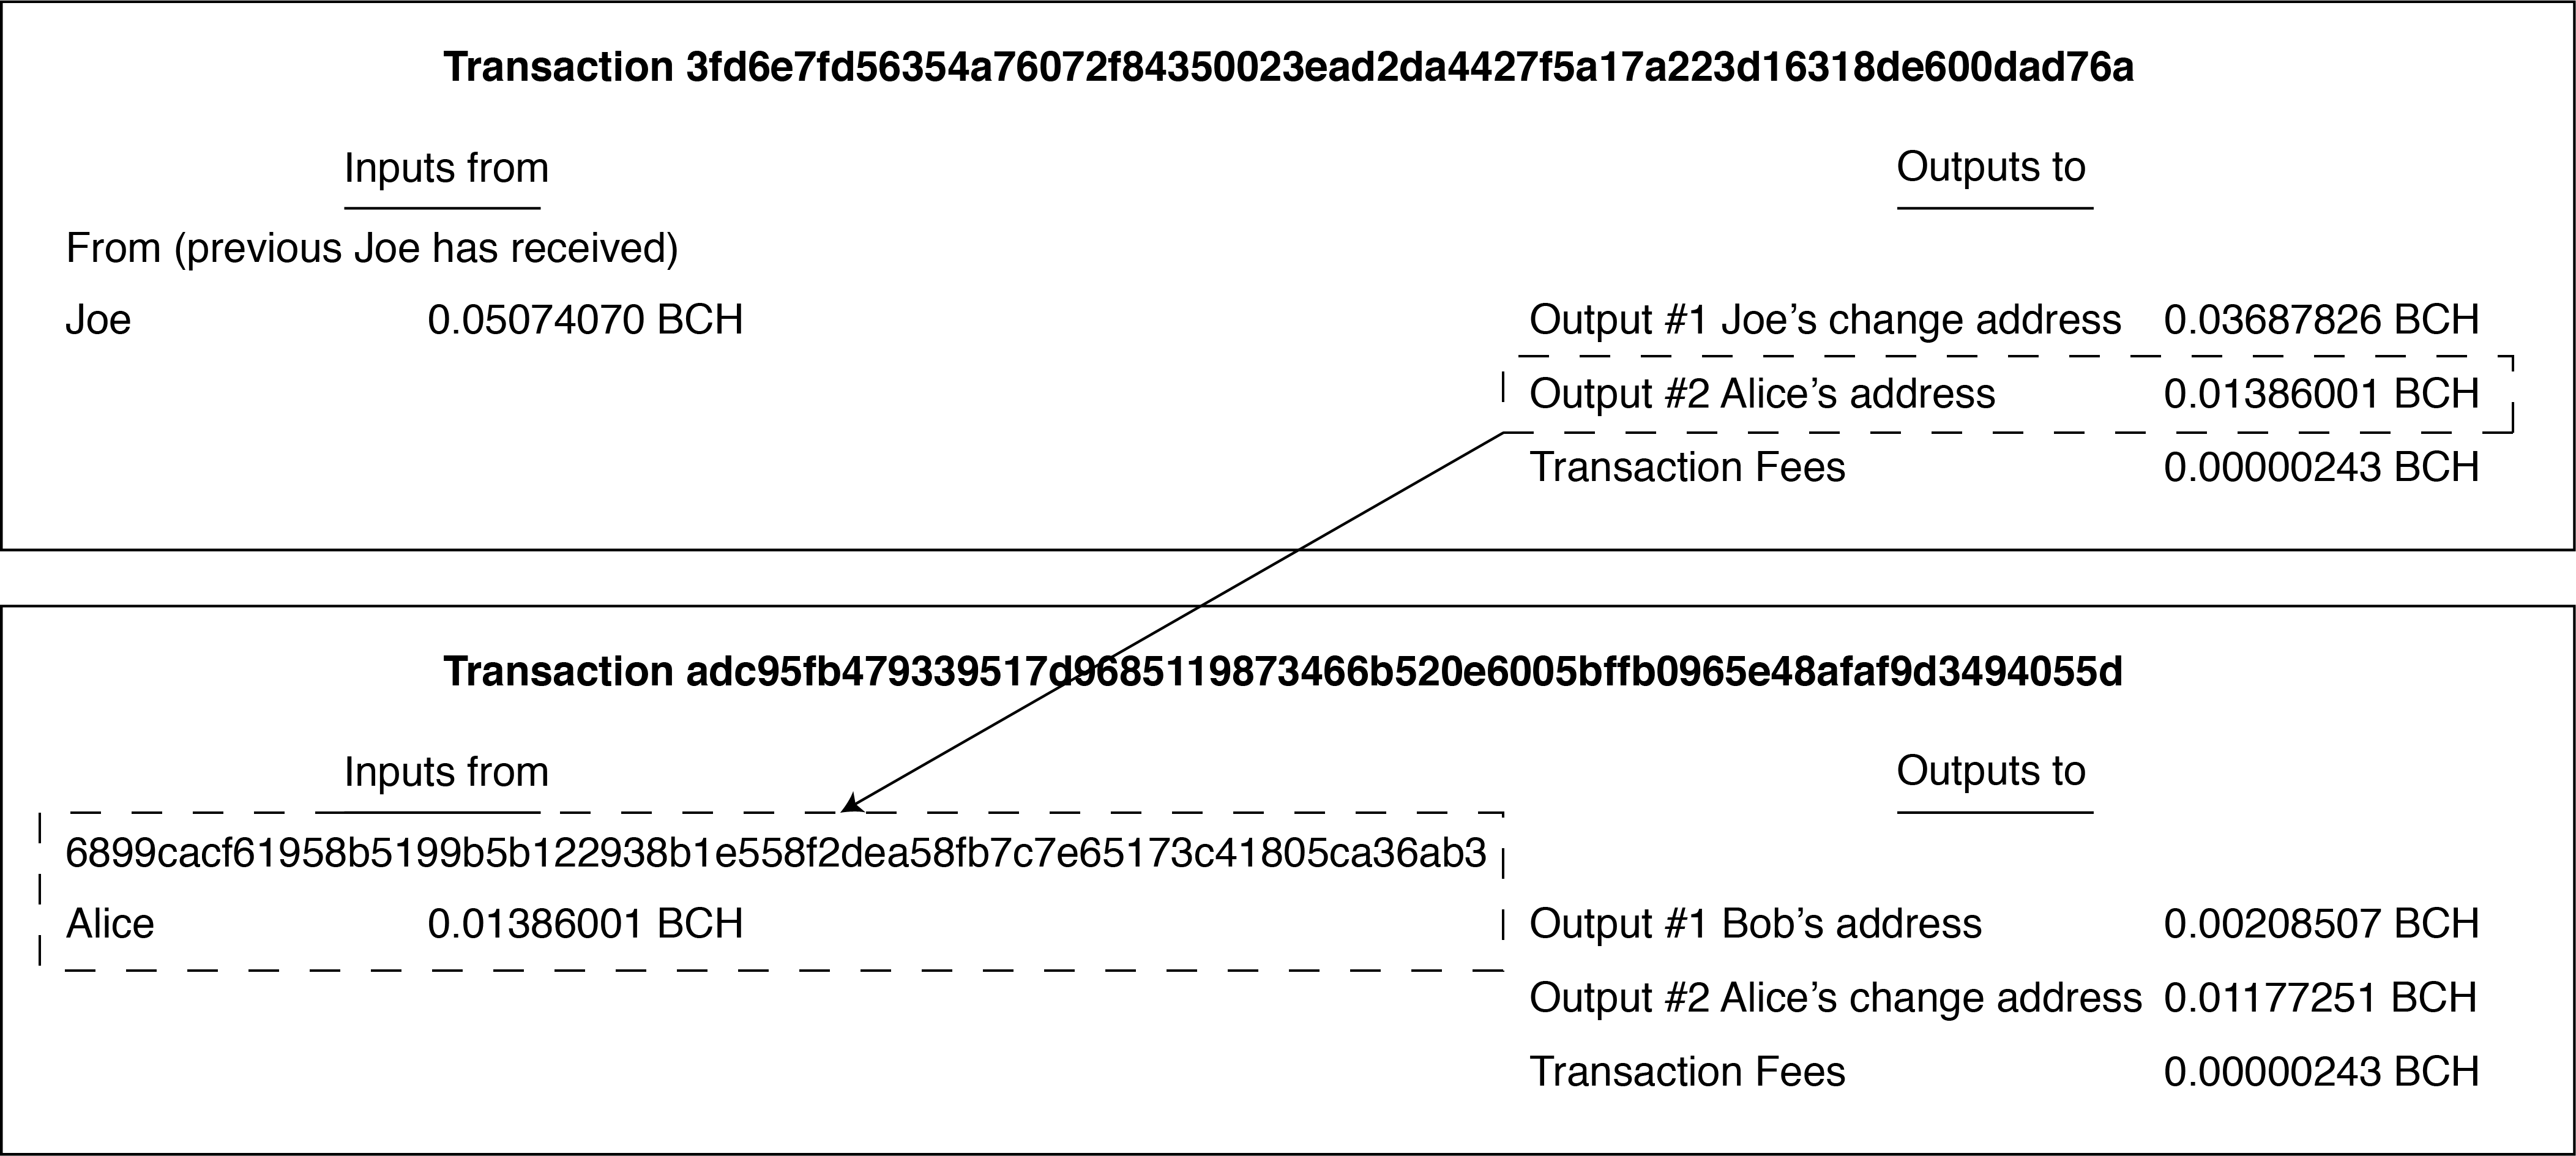 Transaction 3fd6e7fd56354a76072f84350023ead2da4427f5a17a223d16318de600dad76a
Inputs from
Outputs to
From (previous Joe has received)
Joe 0.05074070 BCH
Output #1 Joe’s change address 0.03687826 BCH
Output #2 Alice’s address 0.01386001 BCH
Transaction Fees 0.00000243 BCH
Transaction adc95fb479339517d9685119873466b520e6005bffb0965e48afaf9d3494055d
Inputs from
Outputs to
6899cacf61958b5199b5b122938b1e558f2dea58fb7c7e65173c41805ca36ab3
Alice 0.01386001 BCH
Output #1 Bob’s address 0.00208507 BCH
Output #2 Alice’s change address 0.01177251 BCH
Transaction Fees 0.00000243 BCH